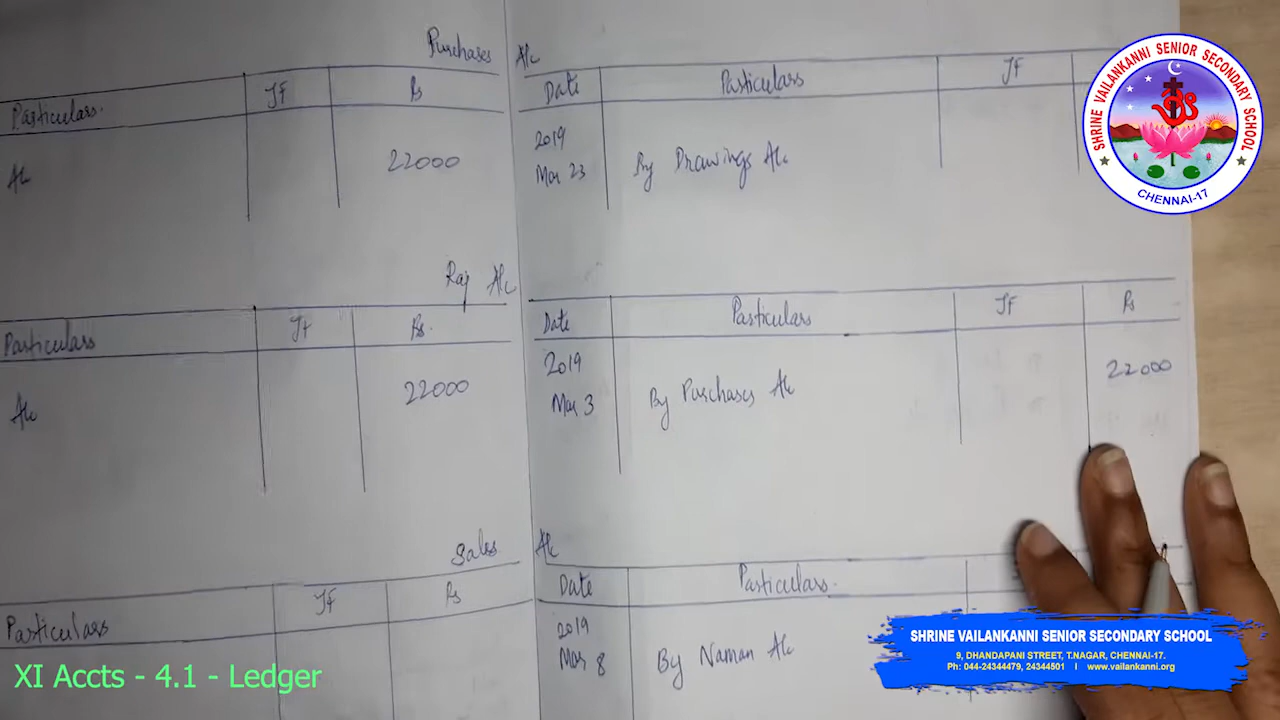 Purchases A/c
Particulars. JF Rs Date Particulars JF
2019
A/c 22000 Mar 23 By Drawings A/c
Raj A/c
Particulars JF Rs. Date Particulars JF Rs
2019
A/c 22000 Mar 3 By Purchases A/c 22000
Sales A/c
Particulars JF Rs Date Particulars.
2019
Mar 8 By Naman A/c
SHRINE VAILANKANNI SENIOR SECONDARY SCHOOL
CHENNAI-17
XI Accts - 4.1 - Ledger
SHRINE VAILANKANNI SENIOR SECONDARY SCHOOL
9, DHANDAPANI STREET, T.NAGAR, CHENNAI-17.
Ph: 044-24344479, 24344501 I www.vailankanni.org